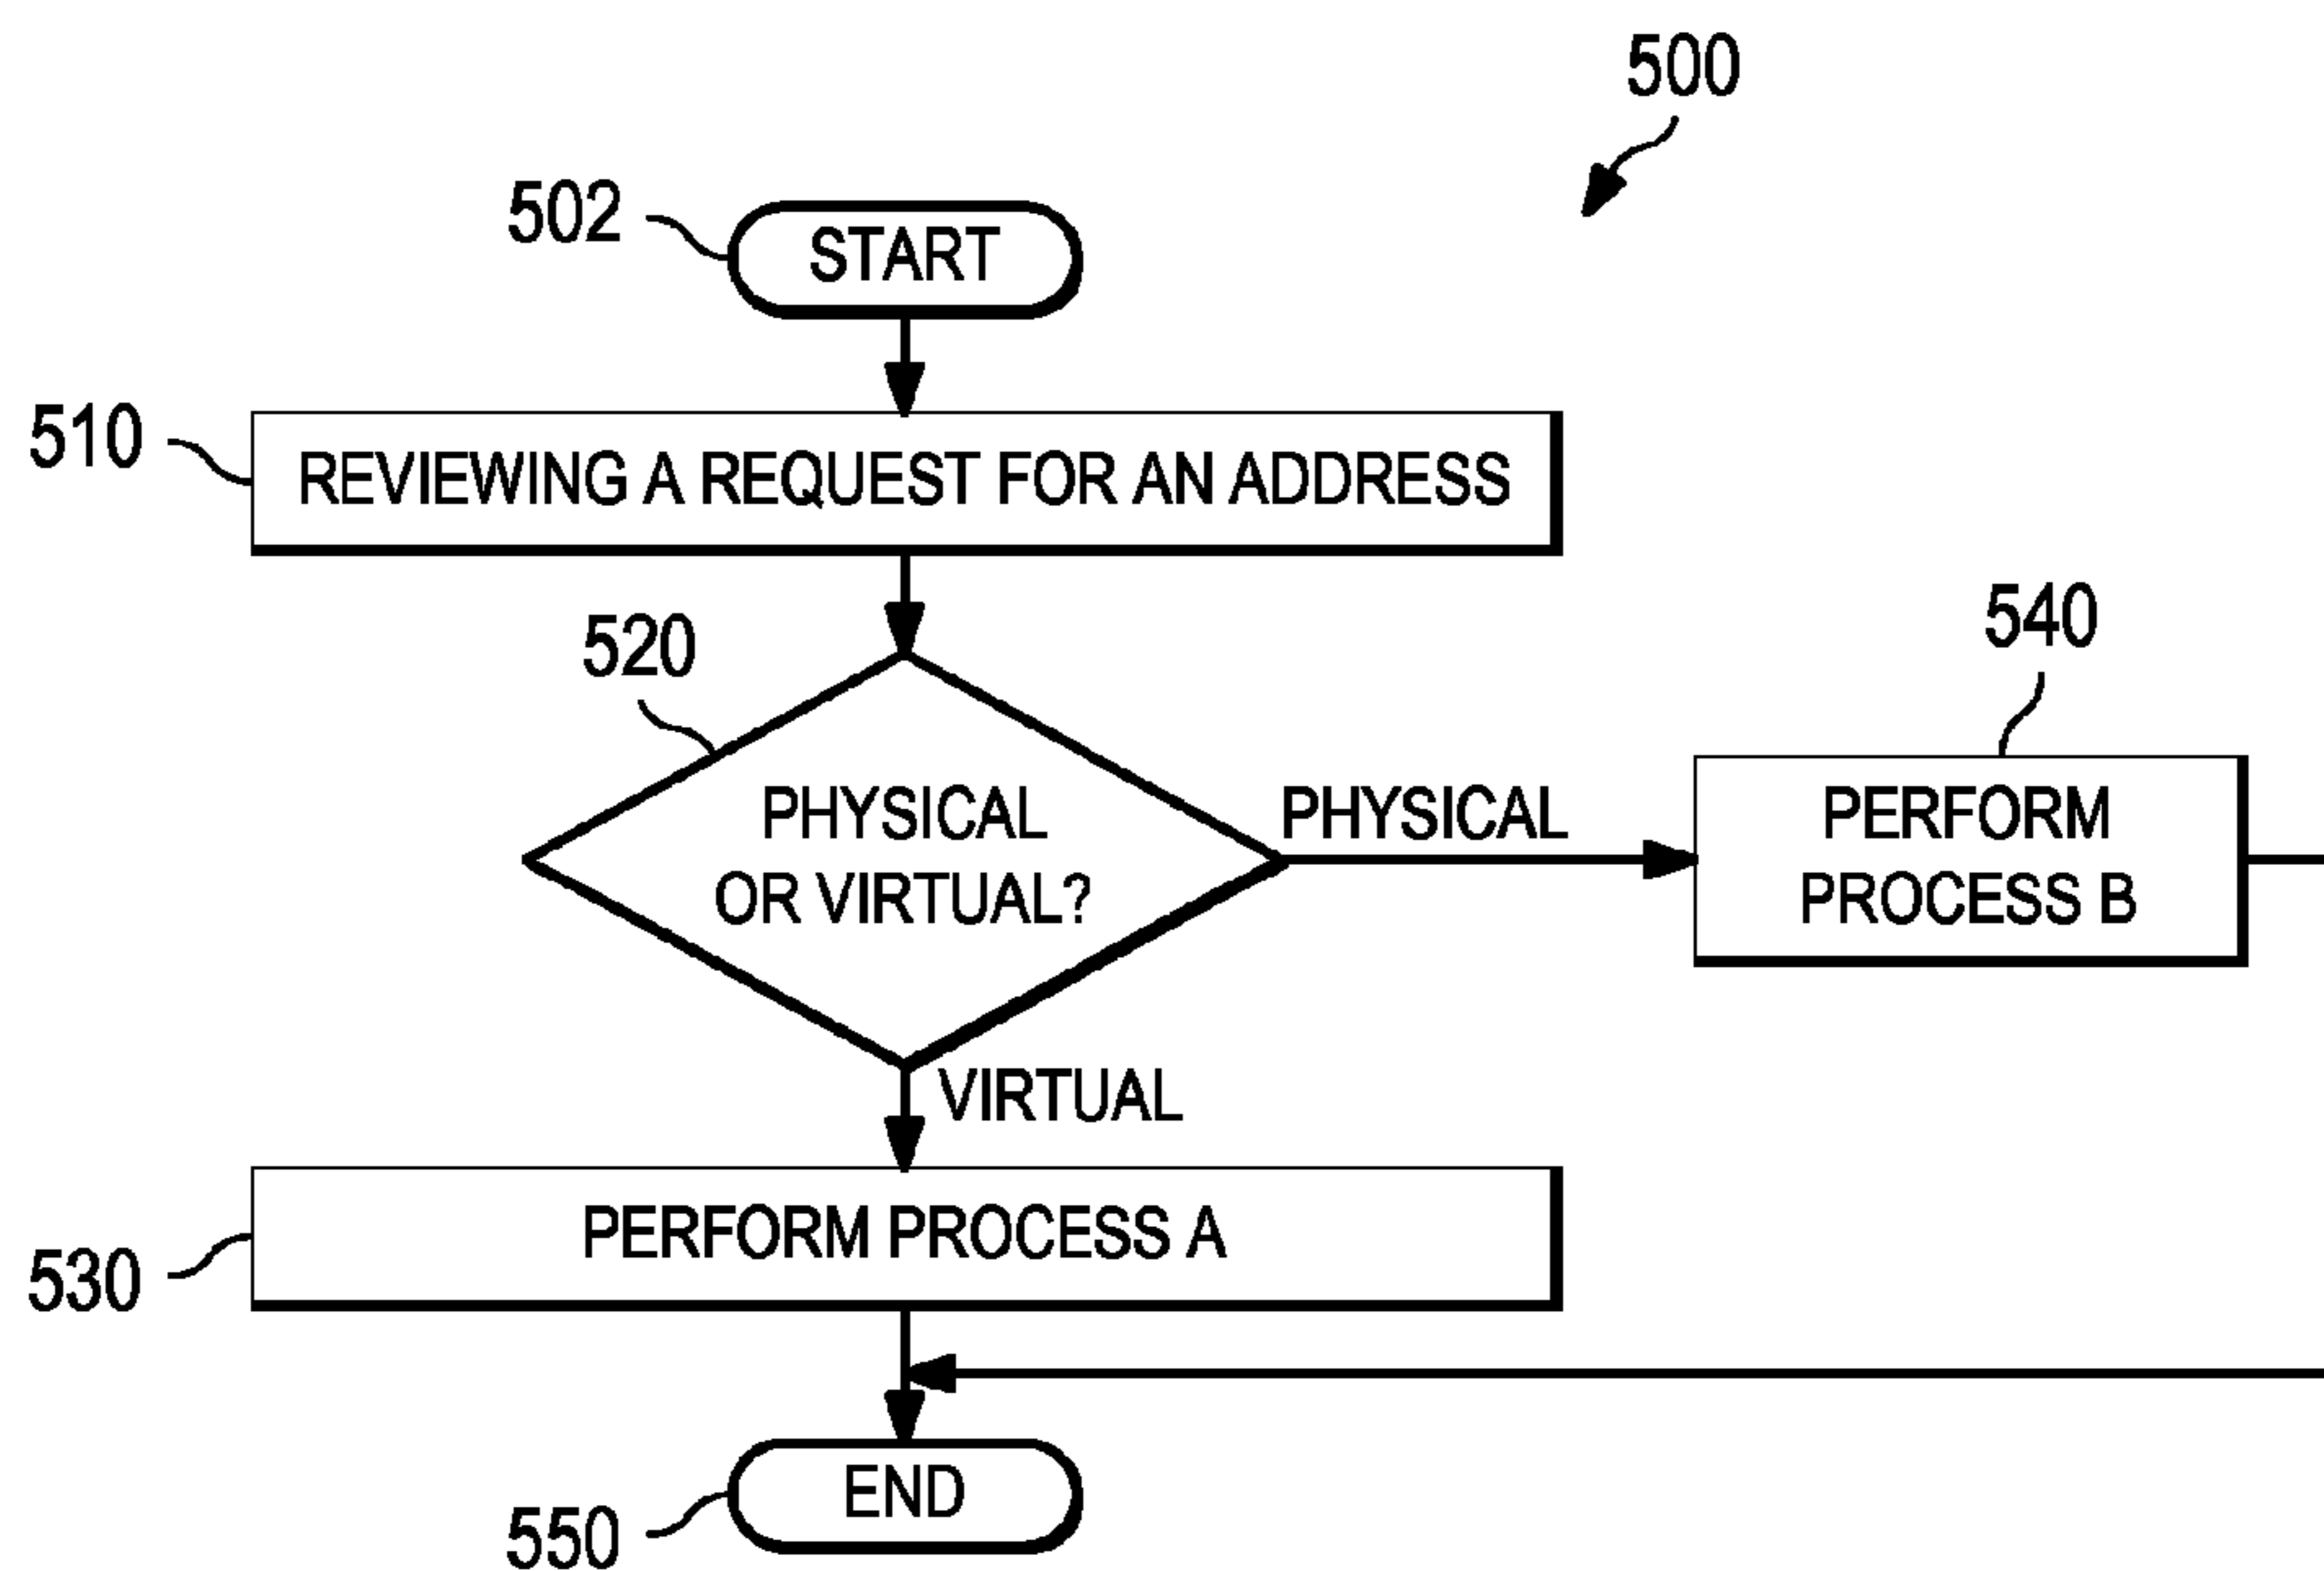 500
502
START
510
REVIEWING A REQUEST FOR AN ADDRESS
520
540
PHYSICAL
OR VIRTUAL?
PHYSICAL
PERFORM
PROCESS B
VIRTUAL
530
PERFORM PROCESS A
550
END